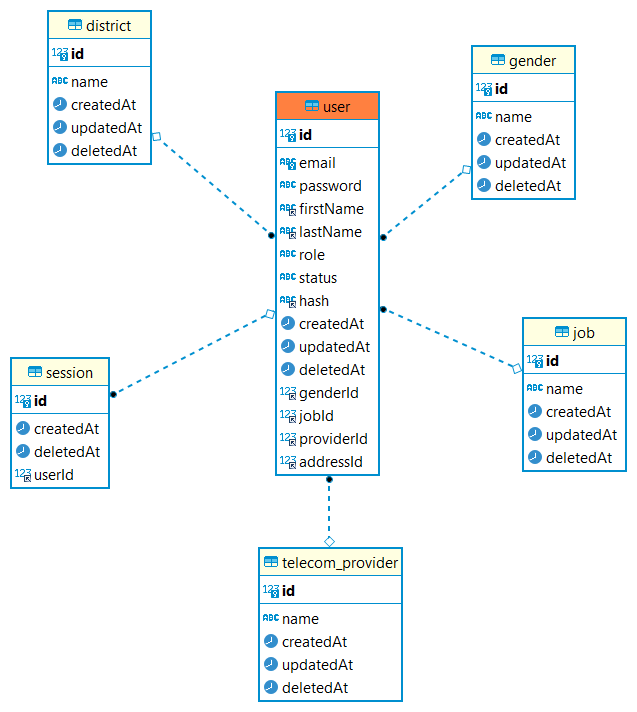 district
id
name
createdAt
updatedAt
deletedAt
gender
id
name
createdAt
updatedAt
deletedAt
user
id
email
password
firstName
lastName
role
status
hash
createdAt
updatedAt
deletedAt
genderId
jobId
providerId
addressId
session
id
createdAt
deletedAt
userId
job
id
name
createdAt
updatedAt
deletedAt
telecom_provider
id
name
createdAt
updatedAt
deletedAt